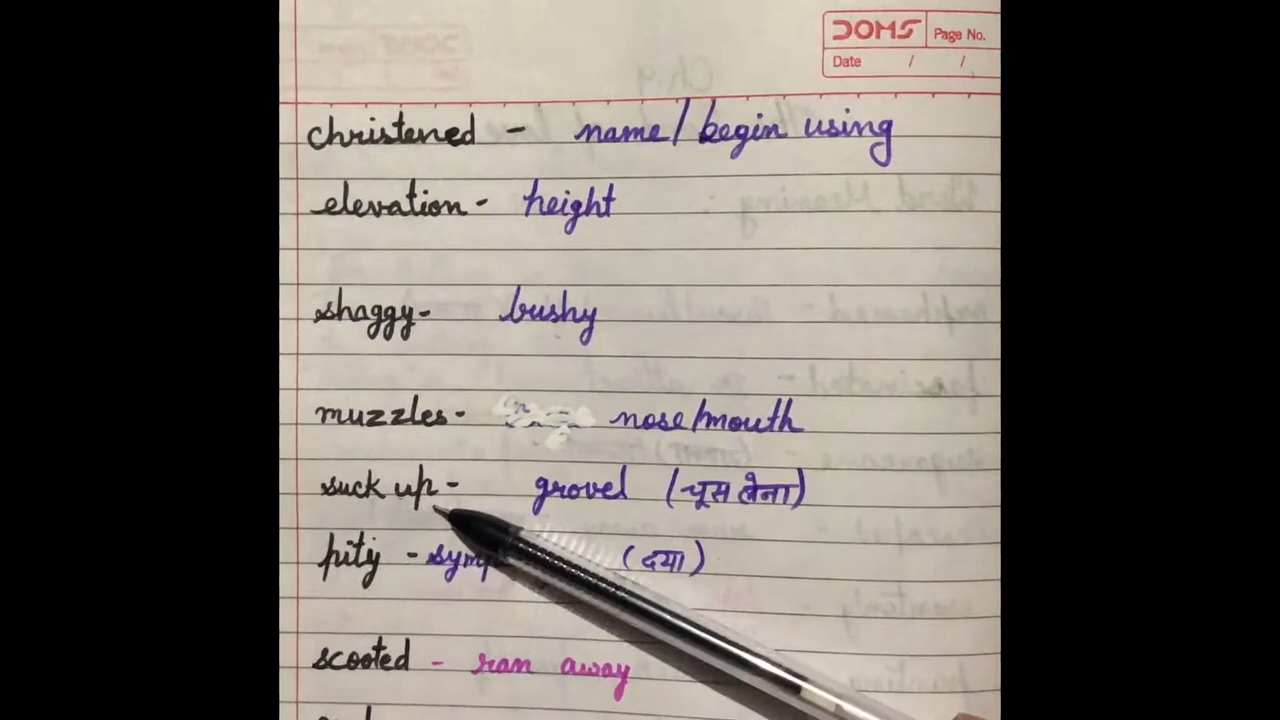 DOMS Page No.
Date / /
christened - name/begin using
elevation - height
shaggy - bushy
muzzles - nose/mouth
suck up - grovel (चूस लेना)
pity - (दया)
scooted - ran away